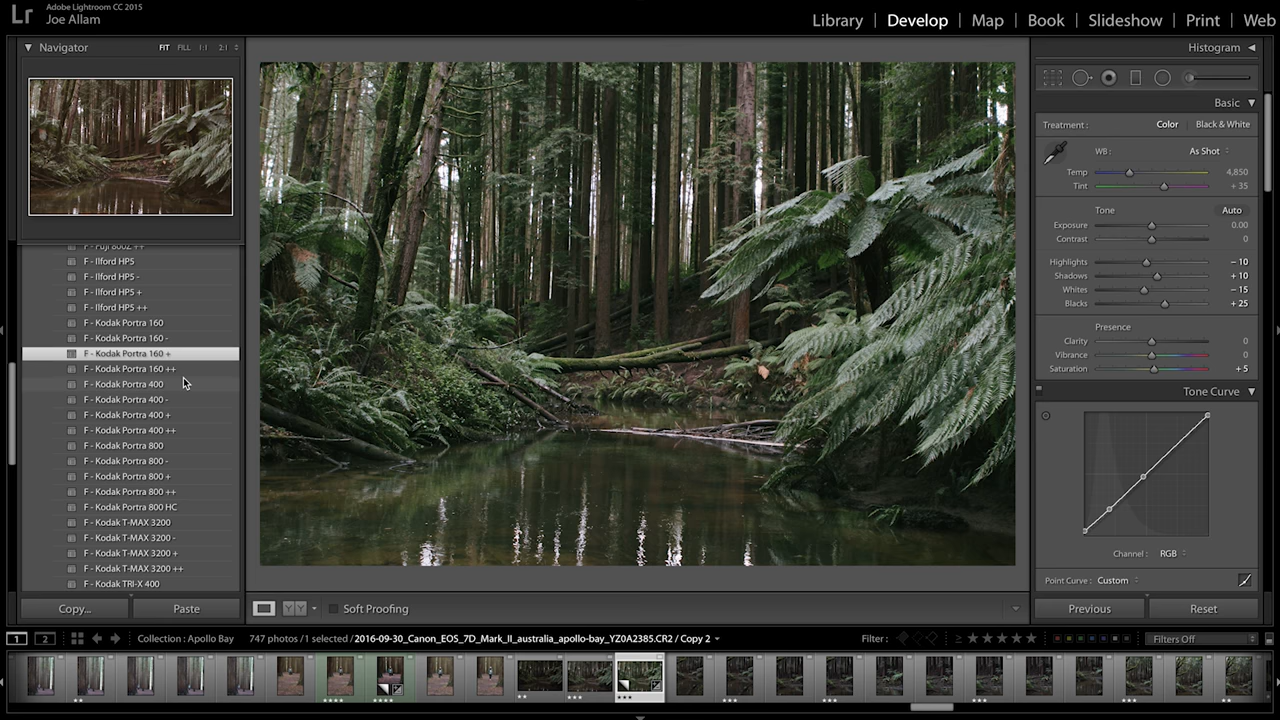 Lr
Adobe Lightroom CC 2015
Joe Allam
Library | Develop | Map | Book | Slideshow | Print | Web
Navigator FIT FILL 1:1 2:1
F - Fuji 800Z ++
F - Ilford HP5
F - Ilford HP5 -
F - Ilford HP5 +
F - Ilford HP5 ++
F - Kodak Portra 160
F - Kodak Portra 160 -
F - Kodak Portra 160 +
F - Kodak Portra 160 ++
F - Kodak Portra 400
F - Kodak Portra 400 -
F - Kodak Portra 400 +
F - Kodak Portra 400 ++
F - Kodak Portra 800
F - Kodak Portra 800 -
F - Kodak Portra 800 +
F - Kodak Portra 800 ++
F - Kodak Portra 800 HC
F - Kodak T-MAX 3200
F - Kodak T-MAX 3200 -
F - Kodak T-MAX 3200 +
F - Kodak T-MAX 3200 ++
F - Kodak TRI-X 400
Copy... Paste
Y Y Soft Proofing
Histogram
Basic
Treatment : Color | Black & White
WB : As Shot
Temp 4,850
Tint + 35
Tone Auto
Exposure 0.00
Contrast 0
Highlights - 10
Shadows + 10
Whites - 15
Blacks + 25
Presence
Clarity 0
Vibrance 0
Saturation + 5
Tone Curve
Channel : RGB
Point Curve : Custom
Previous Reset
1 2 Collection : Apollo Bay 747 photos / 1 selected / 2016-09-30_Canon_EOS_7D_Mark_II_australia_apollo-bay_YZ0A2385.CR2 / Copy 2 Filter : ≥ ★★★★★ Filters Off